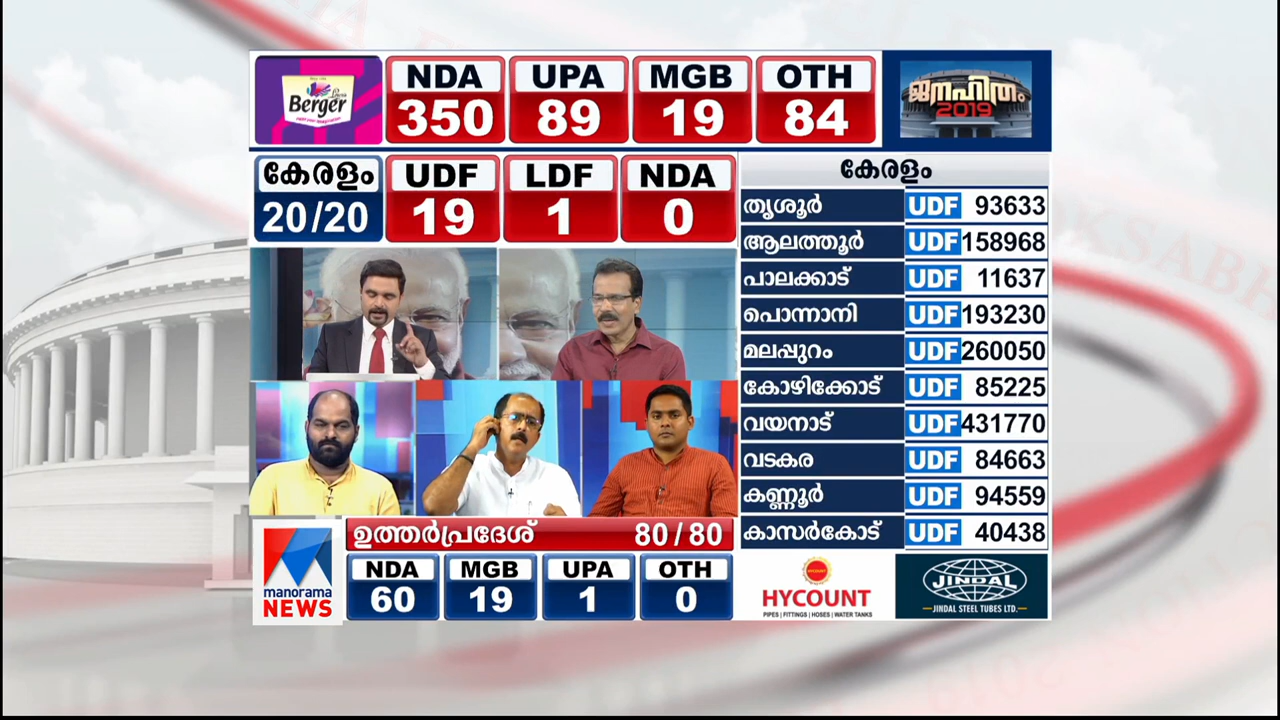 NDA UPA MGB OTH
350 89 19 84
Berger
ജനഹിതം
2019
കേരളം UDF LDF NDA
20/20 19 1 0
കേരളം
തൃശൂർ UDF 93633
ആലത്തൂർ UDF 158968
പാലക്കാട് UDF 11637
പൊന്നാനി UDF 193230
മലപ്പുറം UDF 260050
കോഴിക്കോട് UDF 85225
വയനാട് UDF 431770
വടകര UDF 84663
കണ്ണൂർ UDF 94559
കാസർകോട് UDF 40438
ഉത്തർപ്രദേശ് 80/80
NDA MGB UPA OTH
60 19 1 0
manorama
NEWS
HYCOUNT
HYCOUNT
PIPES | FITTINGS | HOSES | WATER TANKS
JINDAL
JINDAL STEEL TUBES LTD.